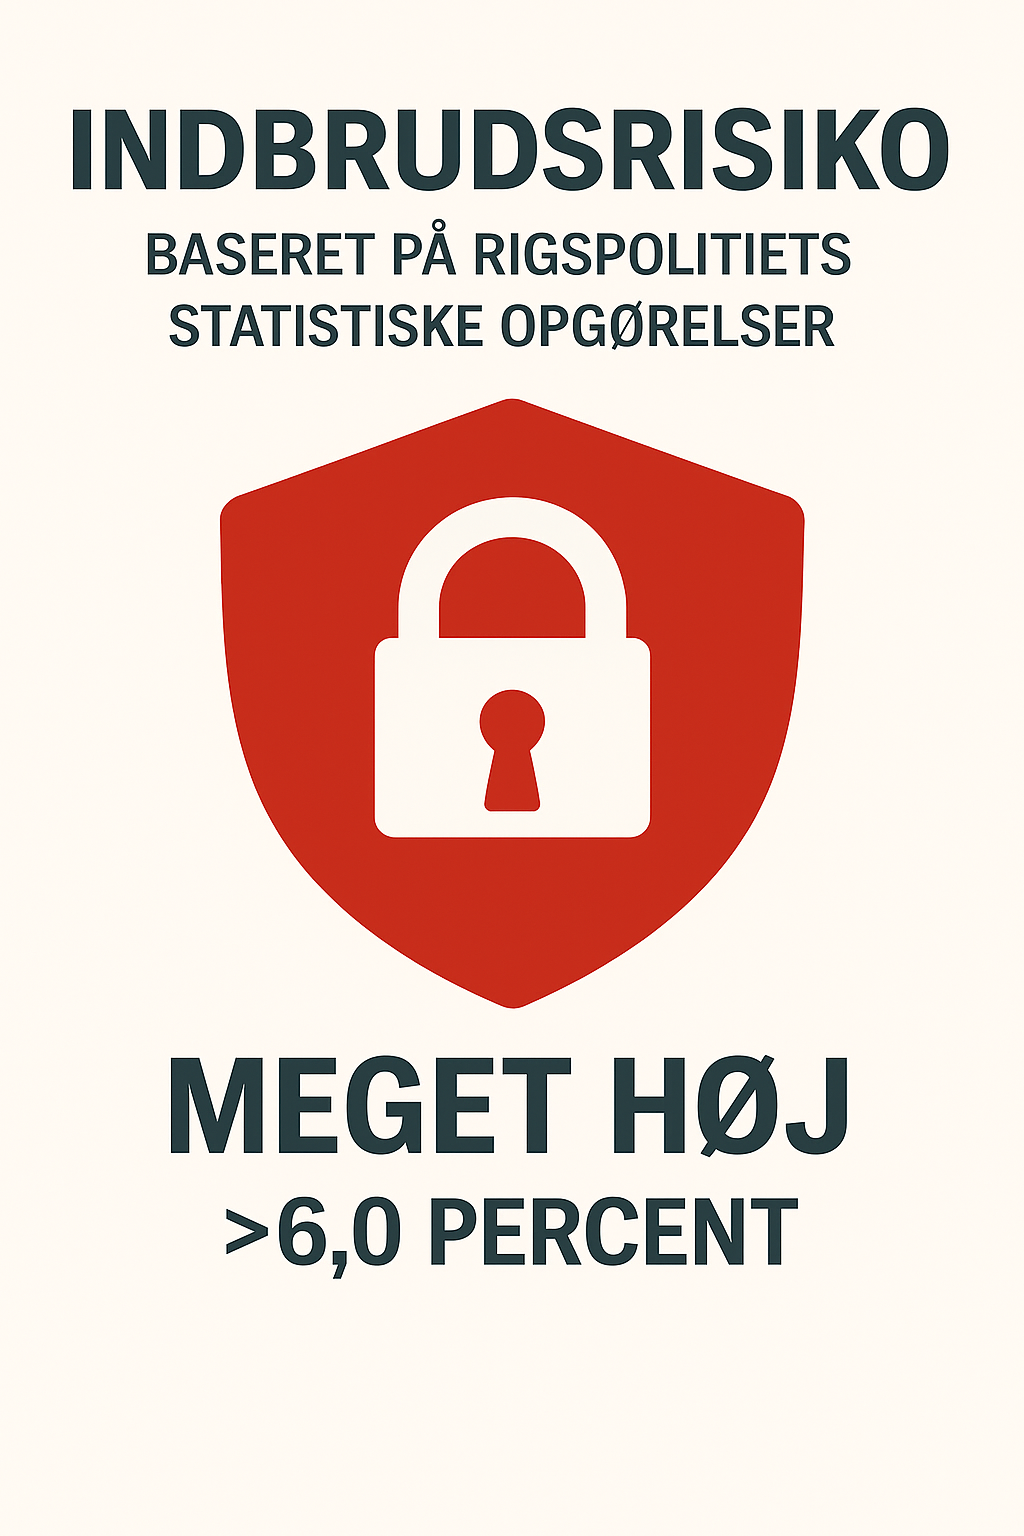 INDBRUDSRISIKO
BASERET PÅ RIGSPOLITIETS
STATISTISKE OPGØRELSER
MEGET HØJ
>6,0 PERCENT